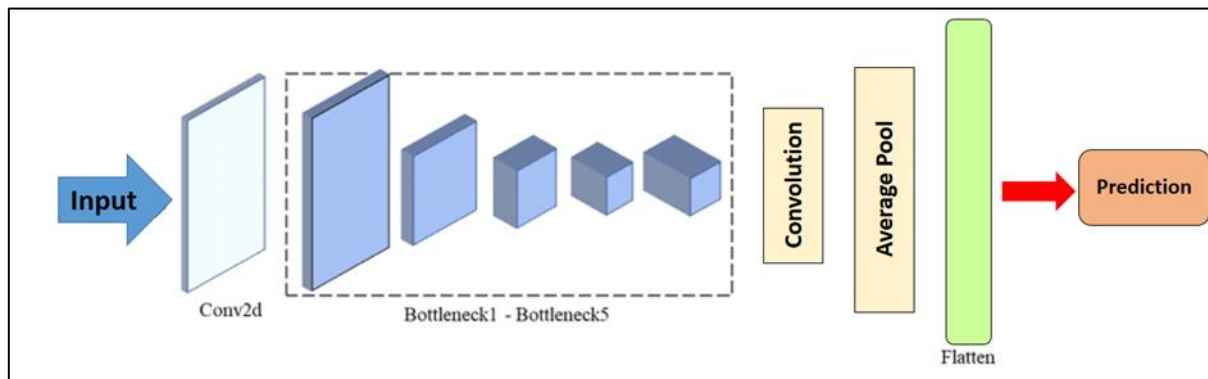 Input
Conv2d
Bottleneck1 - Bottleneck5
Convolution
Average Pool
Flatten
Prediction